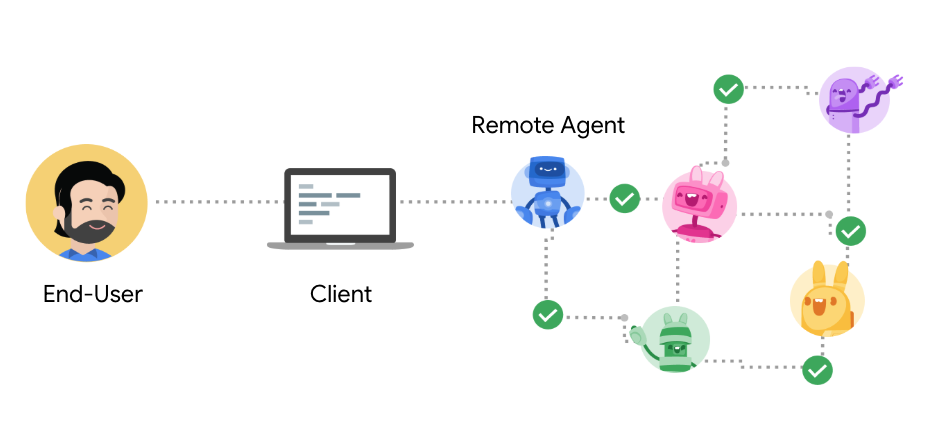 Remote Agent
End-User
Client